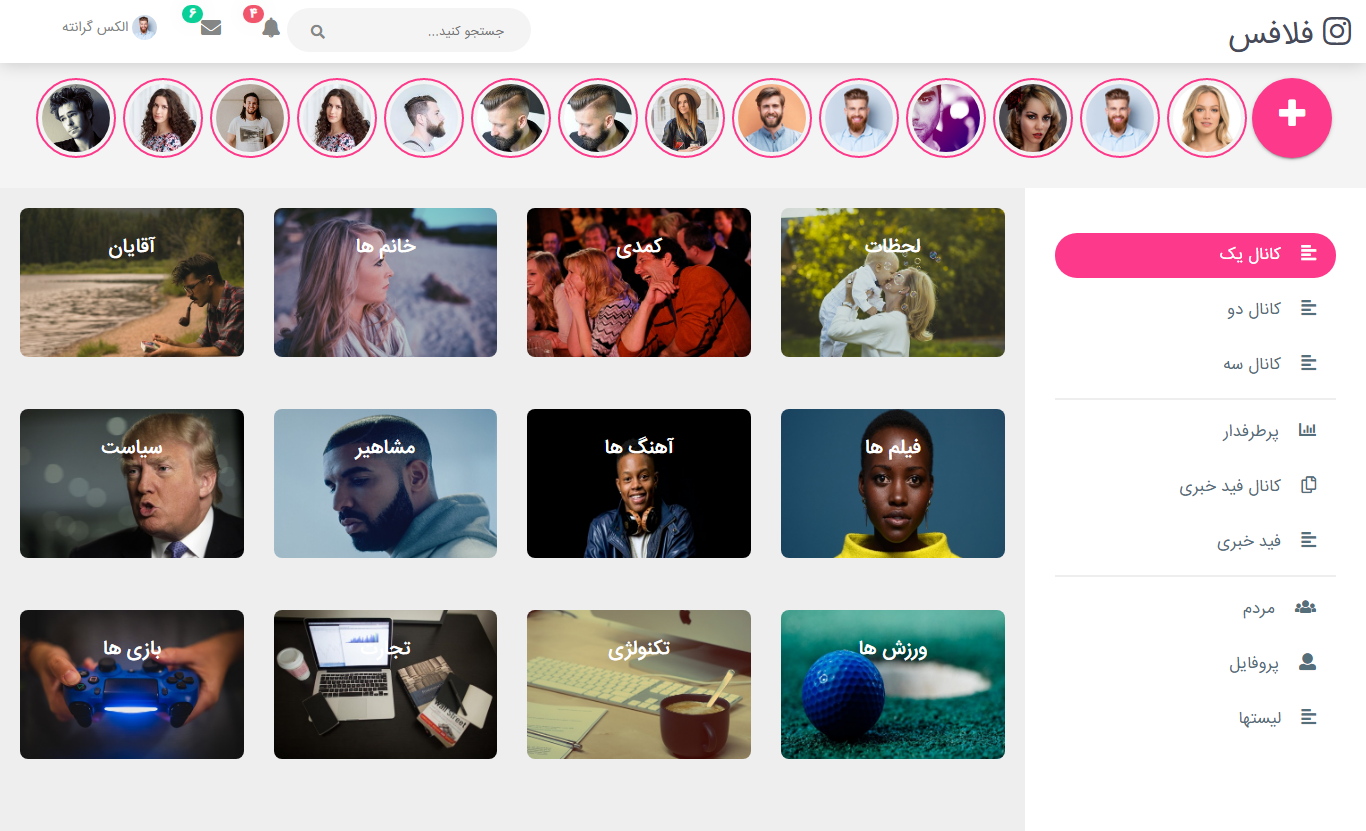 فلافس
جستجو کنید...
۴
۶
الکس گرانته
کانال یک
کانال دو
کانال سه
پرطرفدار
کانال فید خبری
فید خبری
مردم
پروفایل
لیستها
لحظات
کمدی
خانم ها
آقایان
فیلم ها
آهنگ ها
مشاهیر
سیاست
ورزش ها
تکنولژی
تجارت
بازی ها